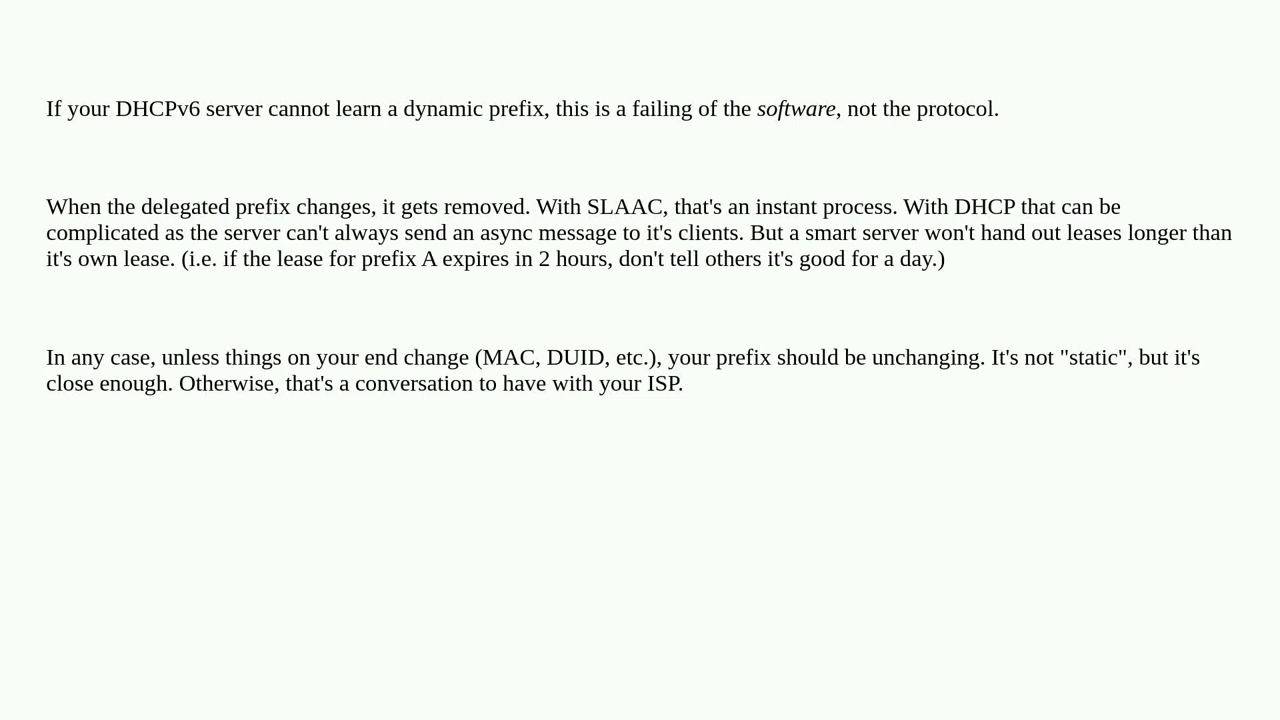 If your DHCPv6 server cannot learn a dynamic prefix, this is a failing of the software, not the protocol.
When the delegated prefix changes, it gets removed. With SLAAC, that's an instant process. With DHCP that can be
complicated as the server can't always send an async message to it's clients. But a smart server won't hand out leases longer than
it's own lease. (i.e. if the lease for prefix A expires in 2 hours, don't tell others it's good for a day.)
In any case, unless things on your end change (MAC, DUID, etc.), your prefix should be unchanging. It's not "static", but it's
close enough. Otherwise, that's a conversation to have with your ISP.